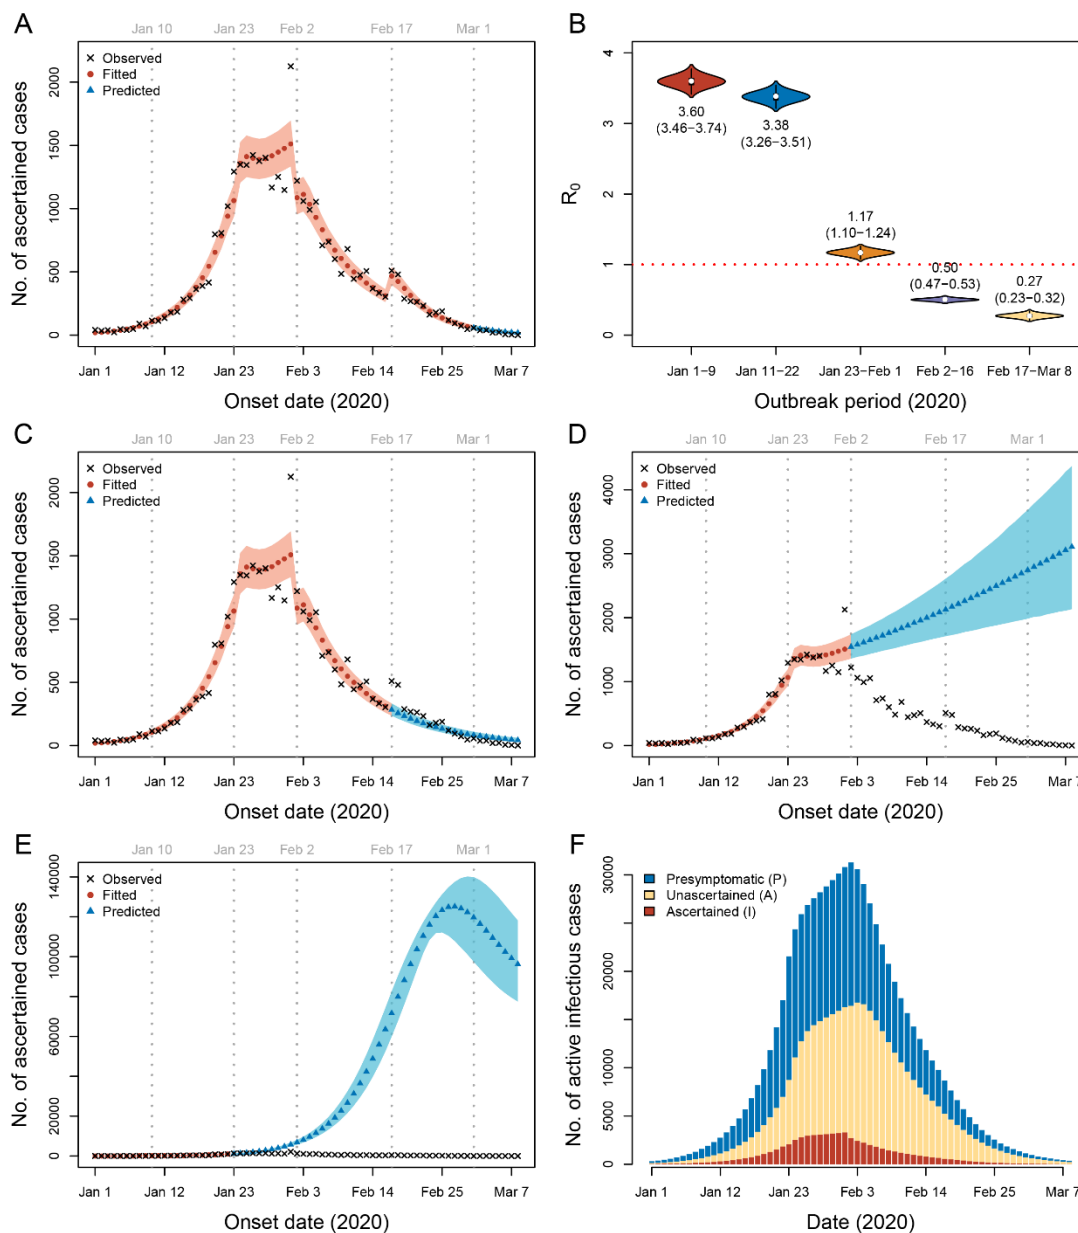 A
Jan 10 Jan 23 Feb 2 Feb 17 Mar 1
Observed
Fitted
Predicted
No. of ascertained cases
2000
1500
1000
500
0
Jan 1 Jan 12 Jan 23 Feb 3 Feb 14 Feb 25 Mar 7
Onset date (2020)
B
R0
4
3
2
1
0
3.60
(3.46−3.74)
3.38
(3.26−3.51)
1.17
(1.10−1.24)
0.50
(0.47−0.53)
0.27
(0.23−0.32)
Jan 1−9 Jan 11−22 Jan 23−Feb 1 Feb 2−16 Feb 17−Mar 8
Outbreak period (2020)
C
Jan 10 Jan 23 Feb 2 Feb 17 Mar 1
Observed
Fitted
Predicted
No. of ascertained cases
2000
1500
1000
500
0
Jan 1 Jan 12 Jan 23 Feb 3 Feb 14 Feb 25 Mar 7
Onset date (2020)
D
Jan 10 Jan 23 Feb 2 Feb 17 Mar 1
Observed
Fitted
Predicted
No. of ascertained cases
4000
3000
2000
1000
0
Jan 1 Jan 12 Jan 23 Feb 3 Feb 14 Feb 25 Mar 7
Onset date (2020)
E
Jan 10 Jan 23 Feb 2 Feb 17 Mar 1
Observed
Fitted
Predicted
No. of ascertained cases
140000
100000
60000
20000
0
Jan 1 Jan 12 Jan 23 Feb 3 Feb 14 Feb 25 Mar 7
Onset date (2020)
F
Presymptomatic (P)
Unascertained (A)
Ascertained (I)
No. of active infectious cases
30000
20000
10000
5000
0
Jan 1 Jan 12 Jan 23 Feb 3 Feb 14 Feb 25 Mar 7
Date (2020)